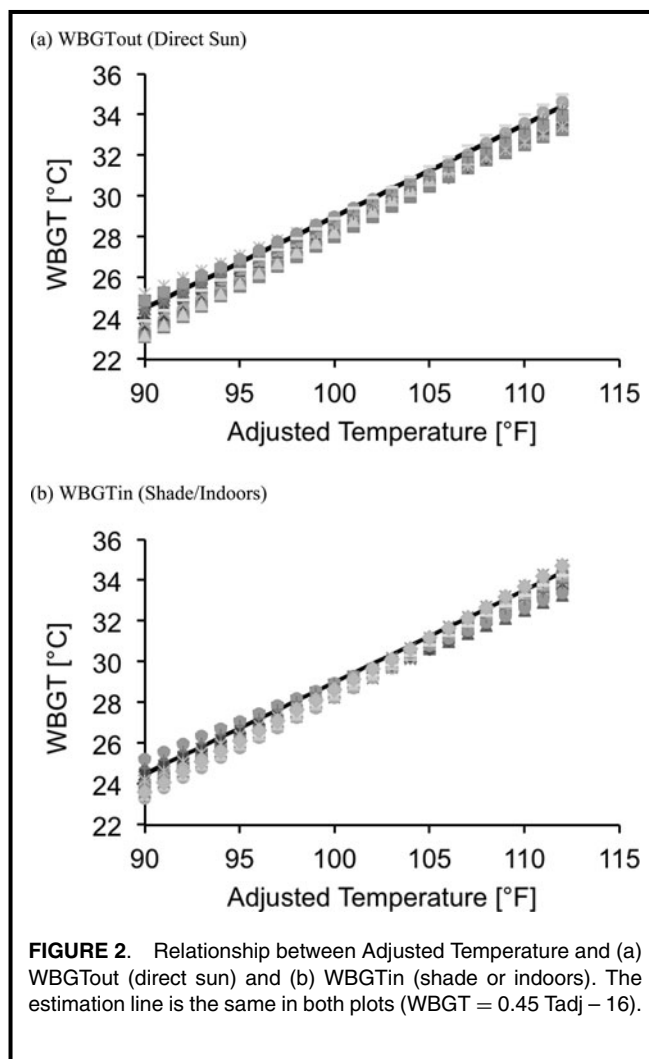 (a) WBGTout (Direct Sun)
36
34
32
30
28
26
24
22
WBGT [°C]
90 95 100 105 110 115
Adjusted Temperature [°F]
(b) WBGTin (Shade/Indoors)
36
34
32
30
28
26
24
22
WBGT [°C]
90 95 100 105 110 115
Adjusted Temperature [°F]
FIGURE 2. Relationship between Adjusted Temperature and (a)
WBGTout (direct sun) and (b) WBGTin (shade or indoors). The
estimation line is the same in both plots (WBGT = 0.45 Tadj – 16).